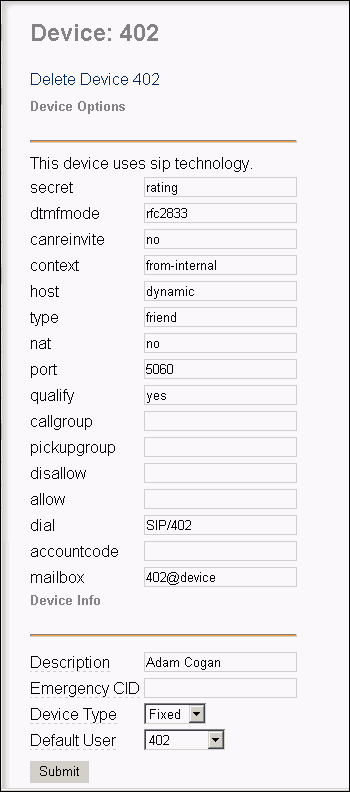 Device: 402
Delete Device 402
Device Options
This device uses sip technology.
secret rating
dtmfmode rfc2833
canreinvite no
context from-internal
host dynamic
type friend
nat no
port 5060
qualify yes
callgroup
pickupgroup
disallow
allow
dial SIP/402
accountcode
mailbox 402@device
Device Info
Description Adam Cogan
Emergency CID
Device Type Fixed
Default User 402
Submit